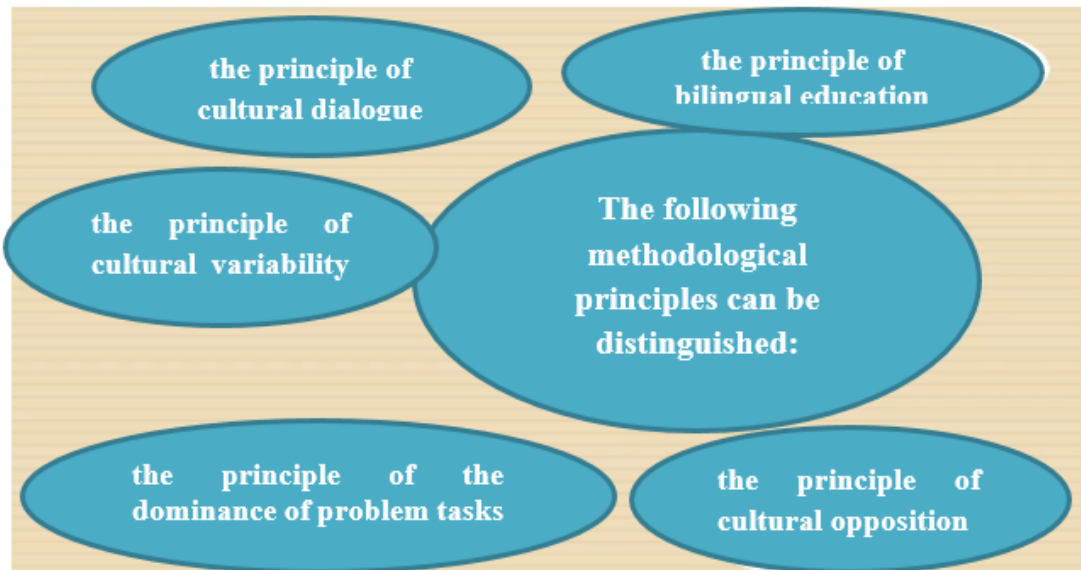 the principle of
cultural dialogue
the principle of
bilingual education
the principle of
cultural variability
The following
methodological
principles can be
distinguished:
the principle of the
dominance of problem tasks
the principle of
cultural opposition